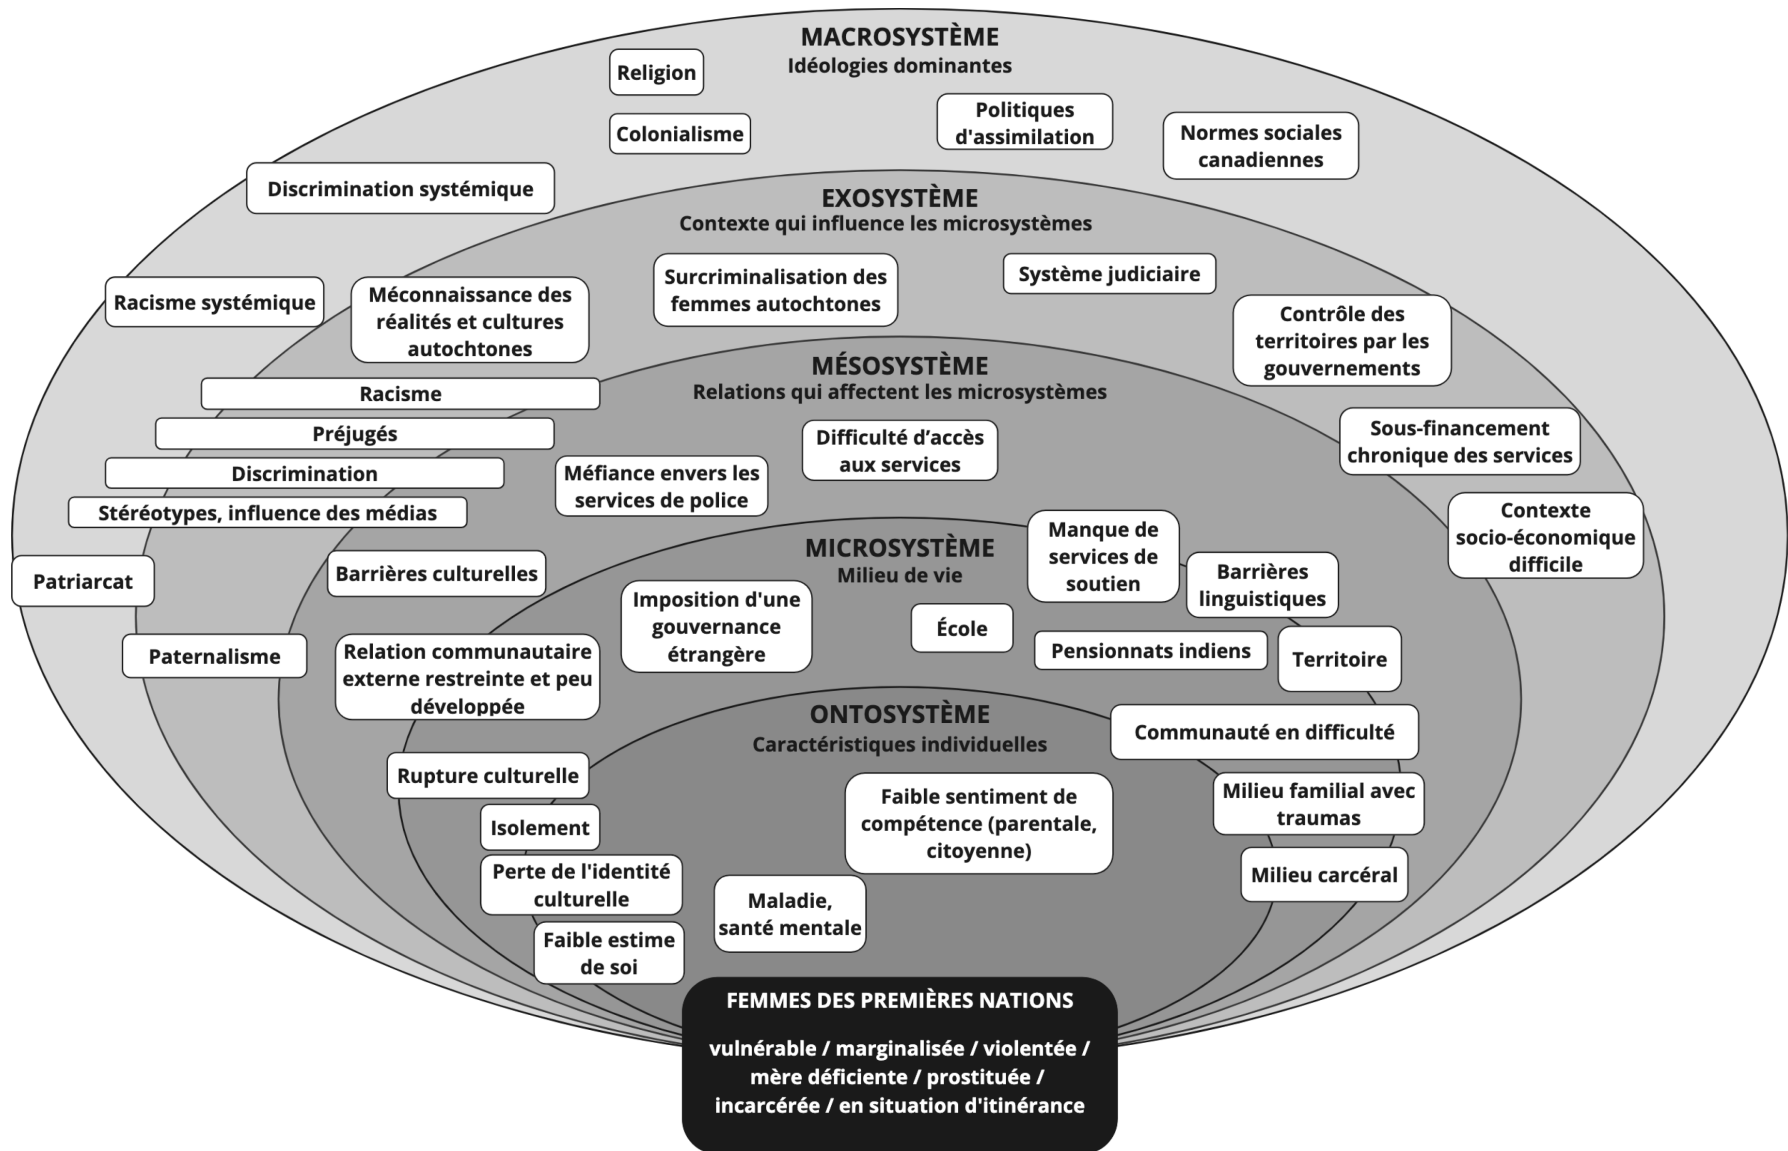 MACROSYSTÈME
Idéologies dominantes
Religion
Colonialisme
Politiques
d'assimilation
Normes sociales
canadiennes
Discrimination systémique
EXOSYSTÈME
Contexte qui influence les microsystèmes
Racisme systémique
Méconnaissance des
réalités et cultures
autochtones
Surcriminalisation des
femmes autochtones
Système judiciaire
Contrôle des
territoires par les
gouvernements
MÉSOSYSTÈME
Relations qui affectent les microsystèmes
Racisme
Préjugés
Discrimination
Stéréotypes, influence des médias
Méfiance envers les
services de police
Difficulté d’accès
aux services
Sous-financement
chronique des services
Contexte
socio-économique
difficile
MICROSYSTÈME
Milieu de vie
Patriarcat
Barrières culturelles
Manque de
services de
soutien
Barrières
linguistiques
Imposition d'une
gouvernance
étrangère
École
Pensionnats indiens
Territoire
Paternalisme
Relation communautaire
externe restreinte et peu
développée
ONTOSYSTÈME
Caractéristiques individuelles
Communauté en difficulté
Rupture culturelle
Isolement
Faible sentiment de
compétence (parentale,
citoyenne)
Milieu familial avec
traumas
Perte de l'identité
culturelle
Maladie,
santé mentale
Milieu carcéral
Faible estime
de soi
FEMMES DES PREMIÈRES NATIONS
vulnérable / marginalisée / violentée /
mère déficiente / prostituée /
incarcérée / en situation d'itinérance